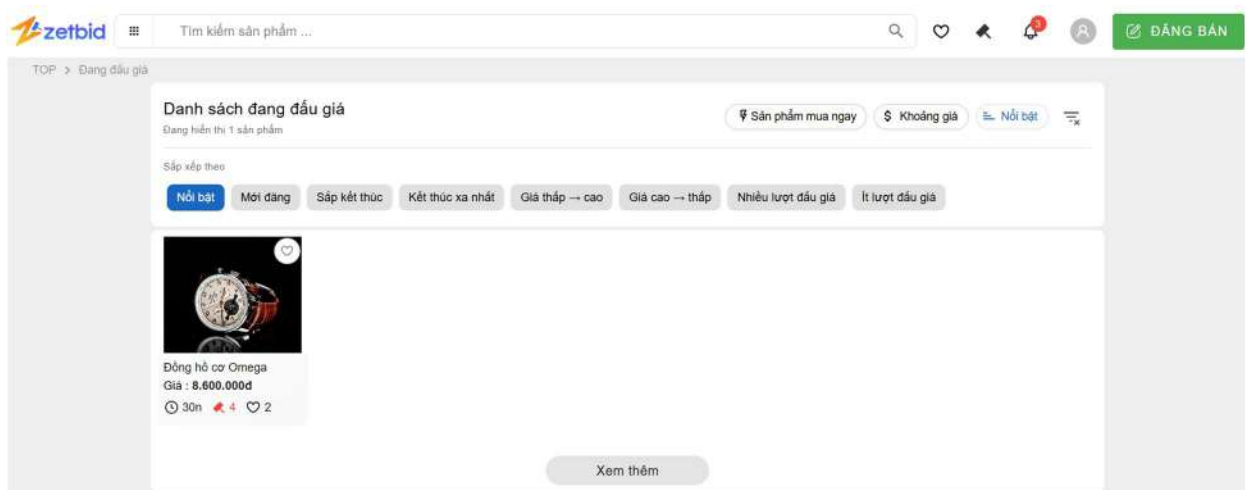 zetbid
Tìm kiếm sản phẩm ...
3
ĐĂNG BÁN
TOP > Đang đấu giá
Danh sách đang đấu giá
Đang hiển thị 1 sản phẩm
Sản phẩm mua ngay
$ Khoảng giá
Nổi bật
Sắp xếp theo
Nổi bật
Mới đăng
Sắp kết thúc
Kết thúc xa nhất
Giá thấp → cao
Giá cao → thấp
Nhiều lượt đấu giá
Ít lượt đấu giá
Đồng hồ cơ Omega
Giá : 8.600.000đ
30n 4 2
Xem thêm